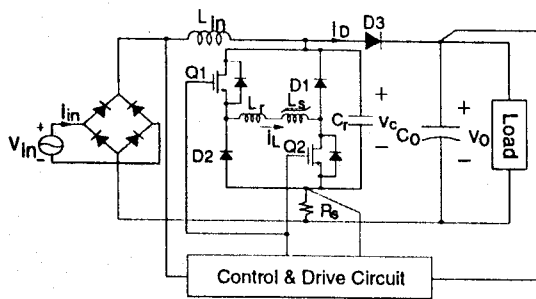 Lin
ID
D3
Q1
D1
Lr
Ls
iL
Cr
+
Vc
−
Co
+
Vo
−
Load
Iin
Vin
+
−
D2
Q2
Rs
Control & Drive Circuit